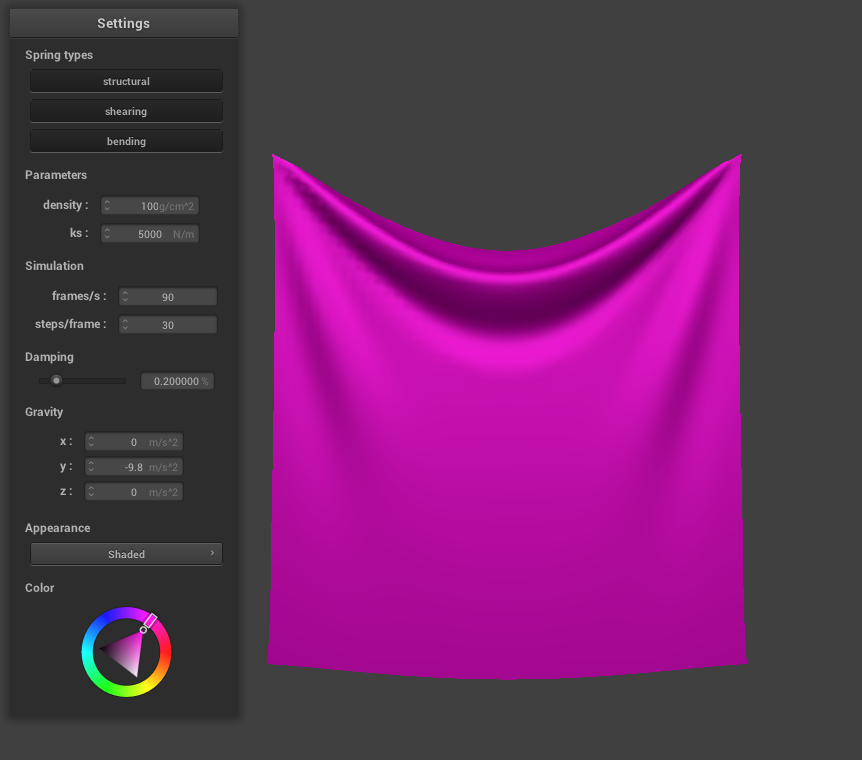 Settings
Spring types
structural
shearing
bending
Parameters
density : 100g/cm^2
ks : 5000 N/m
Simulation
frames/s : 90
steps/frame : 30
Damping
0.200000 %
Gravity
x : 0 m/s^2
y : -9.8 m/s^2
z : 0 m/s^2
Appearance
Shaded
Color